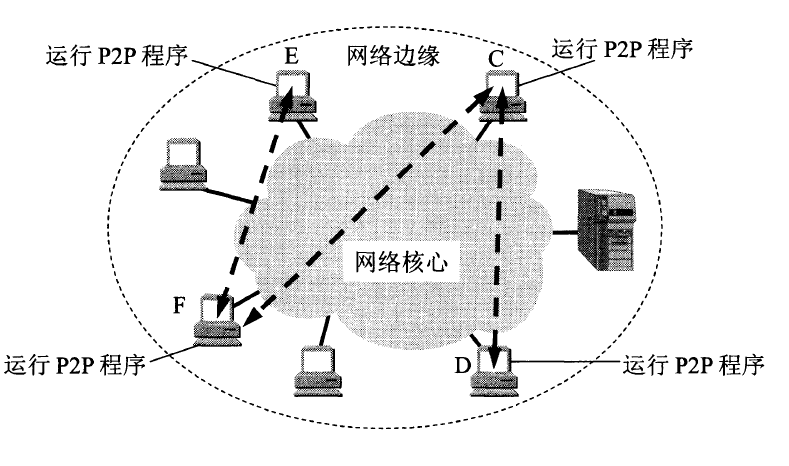 运行 P2P 程序
E
网络边缘
C
运行 P2P 程序
网络核心
F
运行 P2P 程序
D
运行 P2P 程序